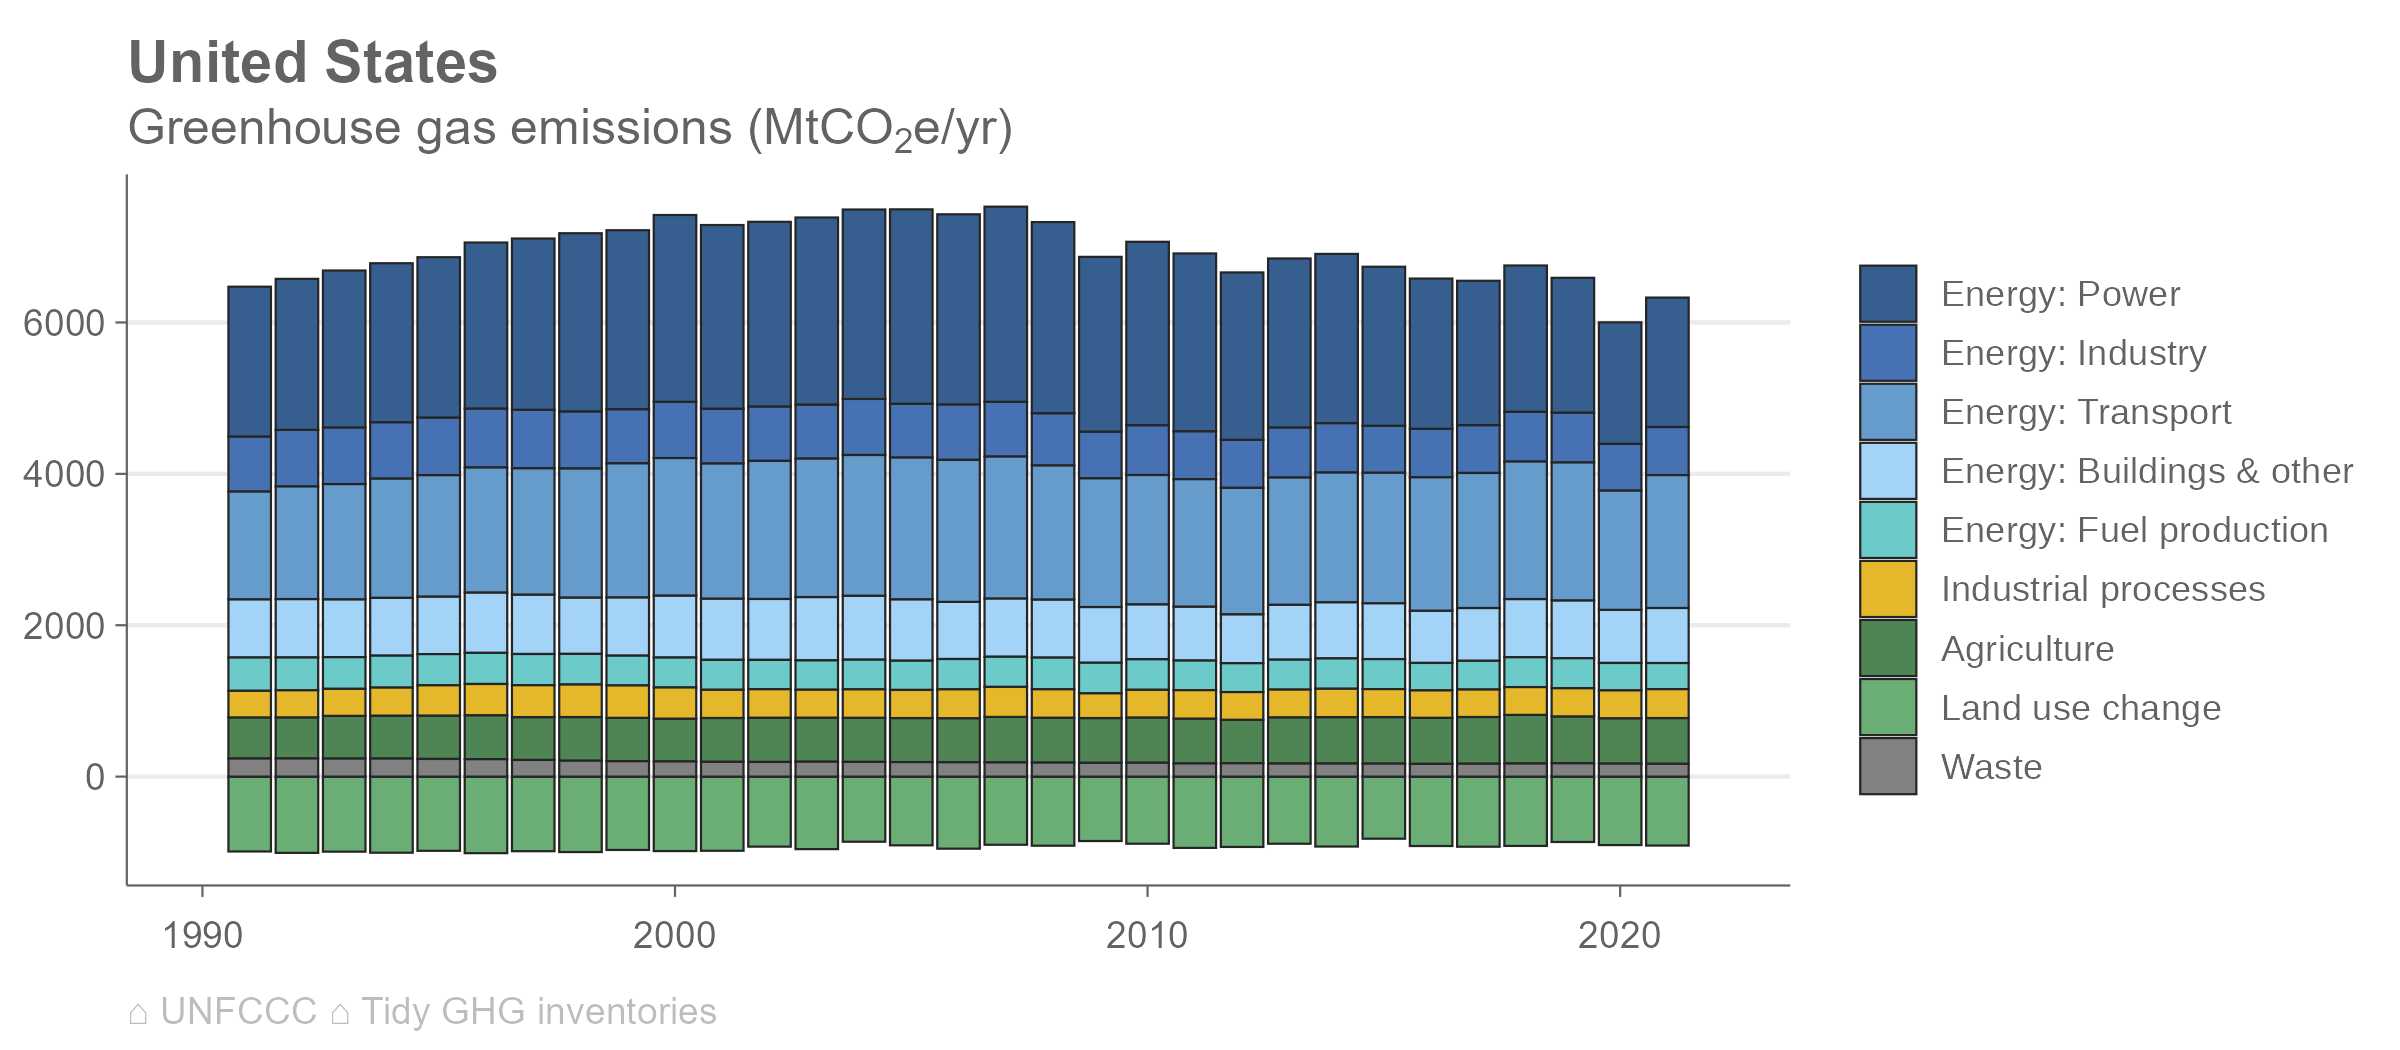 United States
Greenhouse gas emissions (MtCO₂e/yr)
6000
4000
2000
0
1990 2000 2010 2020
Energy: Power
Energy: Industry
Energy: Transport
Energy: Buildings & other
Energy: Fuel production
Industrial processes
Agriculture
Land use change
Waste
⌂ UNFCCC ⌂ Tidy GHG inventories